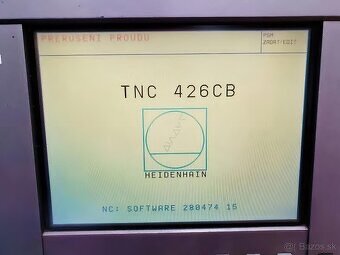 PRERUSENI PROUDU
PGM
ZADAT/EDIT
TNC 426CB
HEIDENHAIN
NC: SOFTWARE 280474 15
Bazos.sk